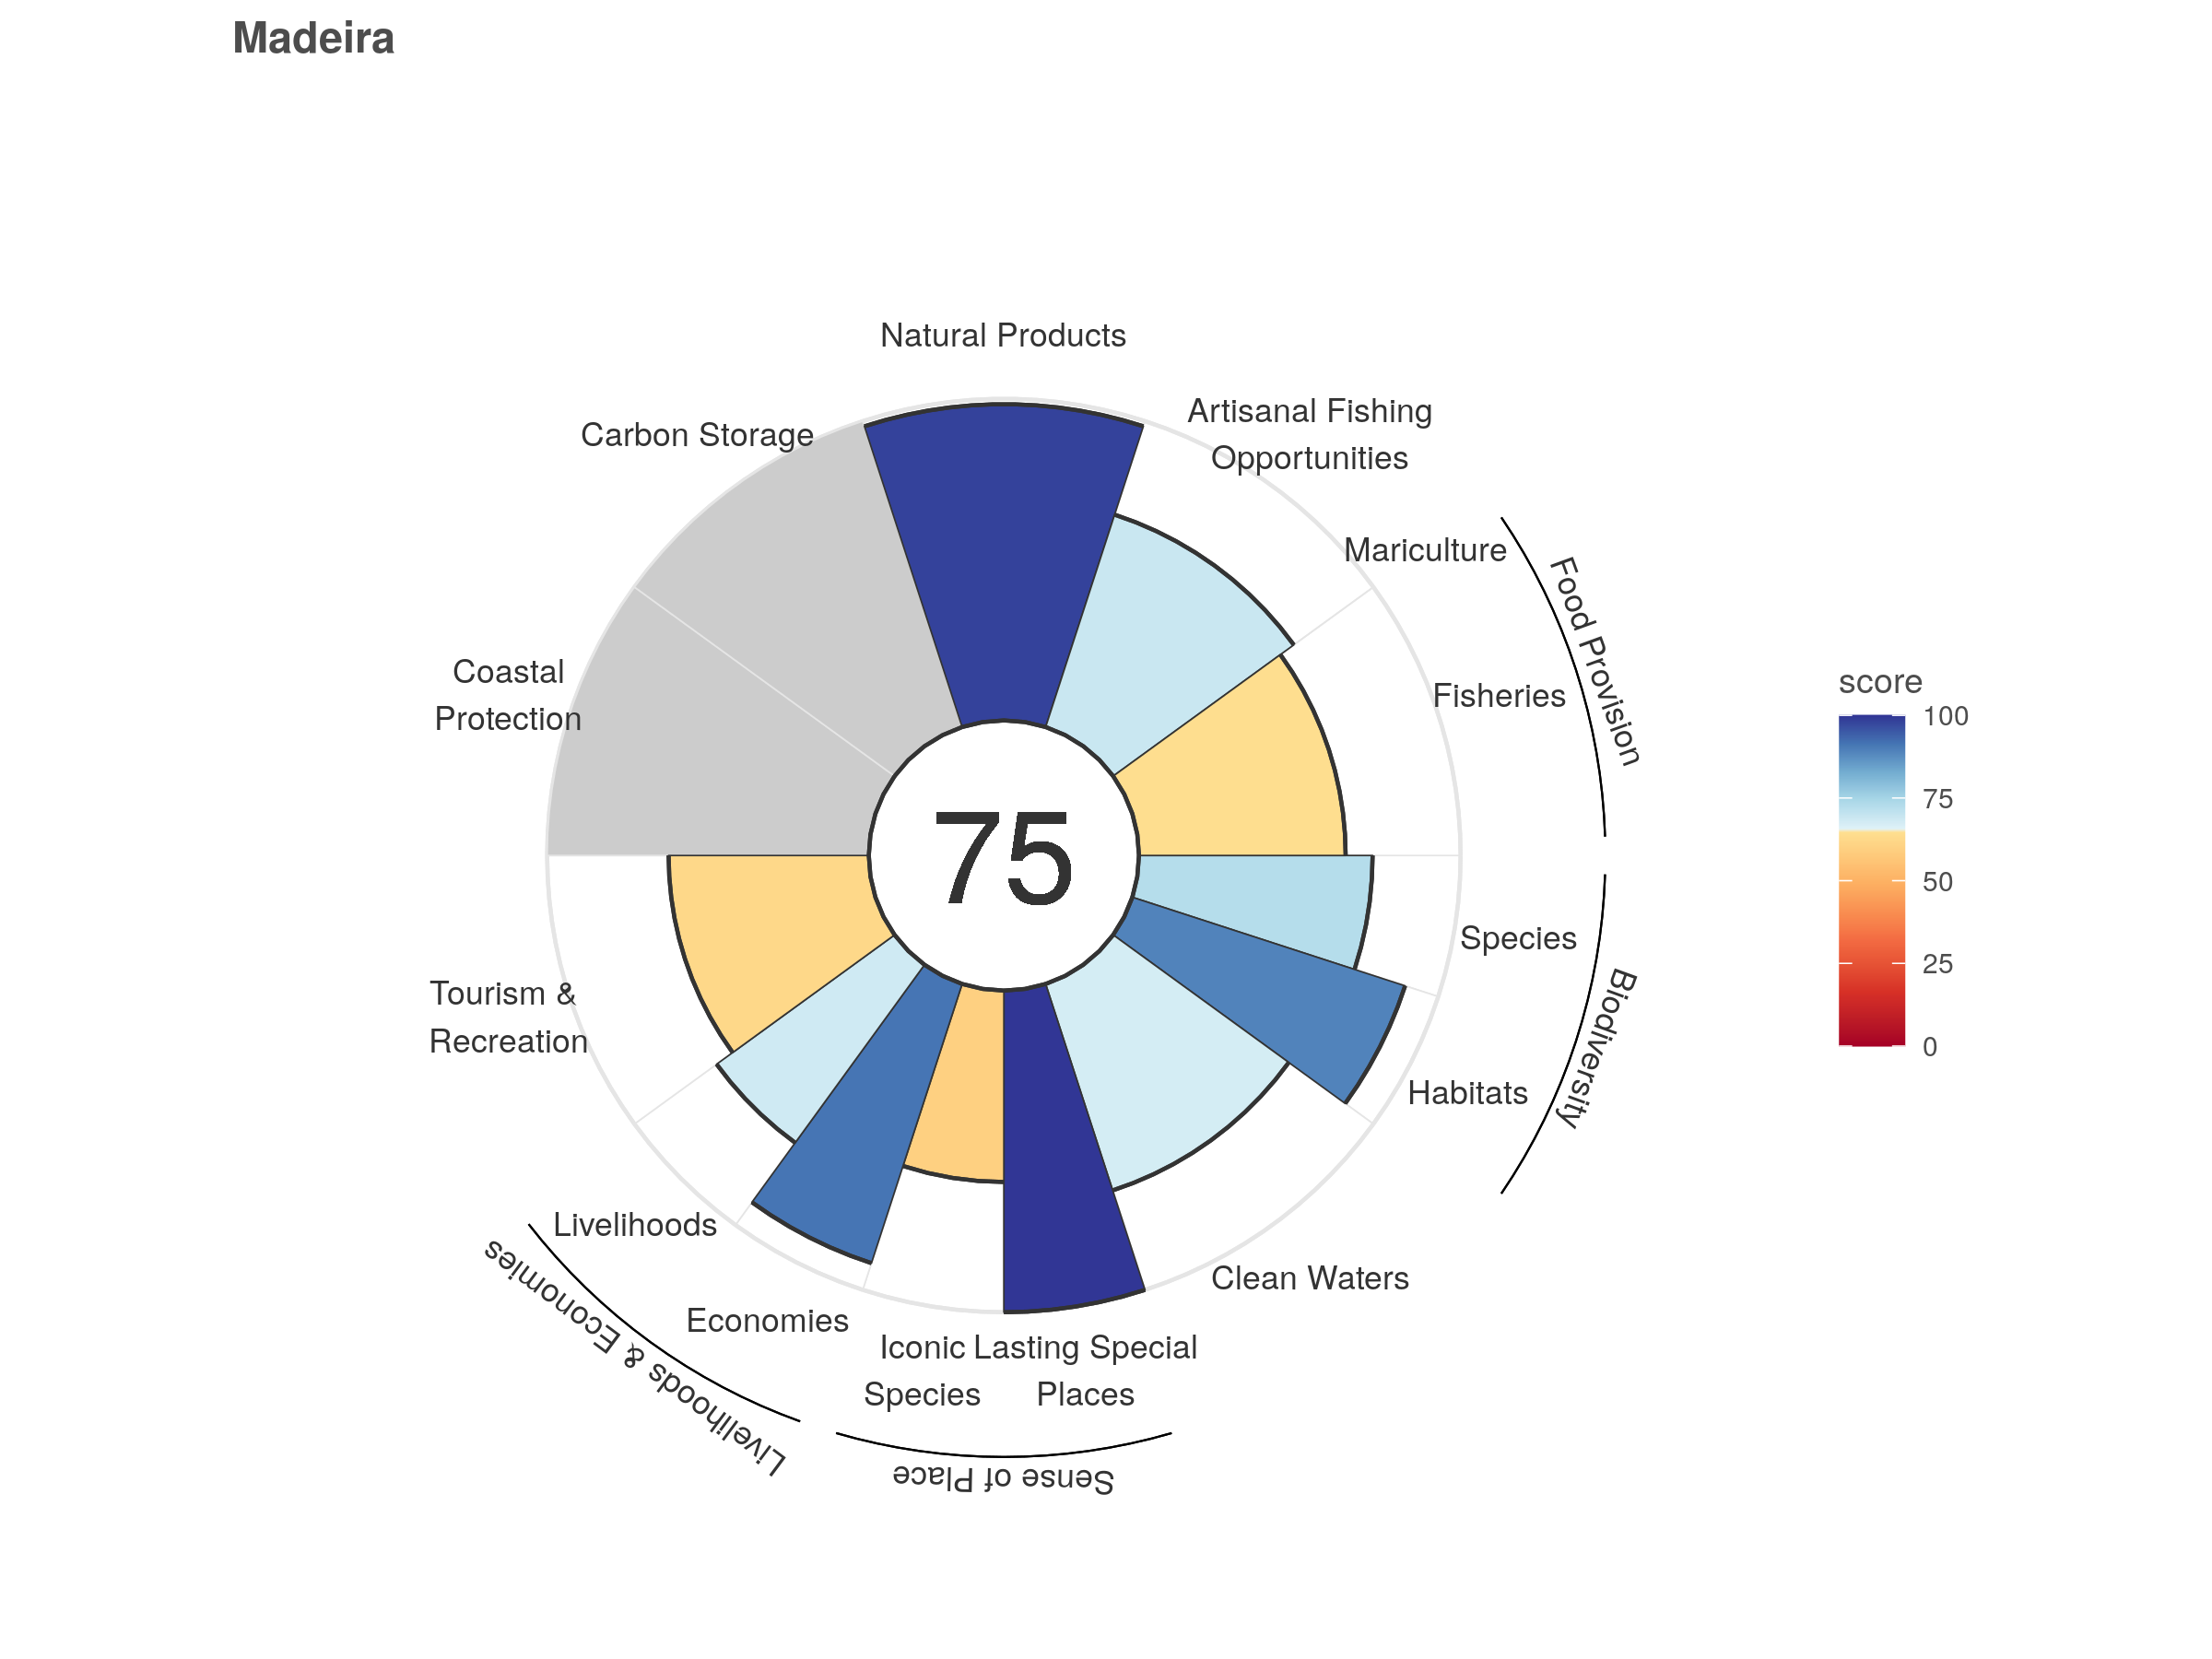 Madeira
Natural Products
Artisanal Fishing
Opportunities
Carbon Storage
Mariculture
Food Provision
Fisheries
Coastal
Protection
score
100
75
50
25
0
75
Species
Biodiversity
Habitats
Tourism &
Recreation
Livelihoods
Clean Waters
Economies
Iconic
Species
Lasting Special
Places
Livelihoods & Economies
Sense of Place